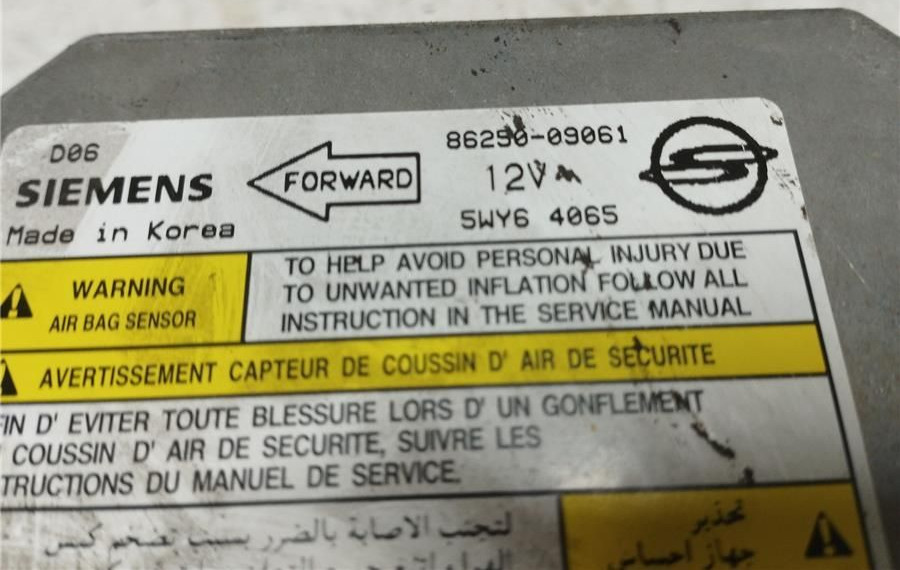 D06
SIEMENS
Made in Korea
FORWARD
86250-09061
12V
5WY6 4065
WARNING
AIR BAG SENSOR
TO HELP AVOID PERSONAL INJURY DUE
TO UNWANTED INFLATION FOLLOW ALL
INSTRUCTION IN THE SERVICE MANUAL
AVERTISSEMENT CAPTEUR DE COUSSIN D' AIR DE SECURITE
FIN D' EVITER TOUTE BLESSURE LORS D' UN GONFLEMENT
COUSSIN D' AIR DE SECURITE, SUIVRE LES
TRUCTIONS DU MANUEL DE SERVICE.
تحذير
جهاز احساس
لتجنب الاصابة بالضرر بسبب تضخم كيس